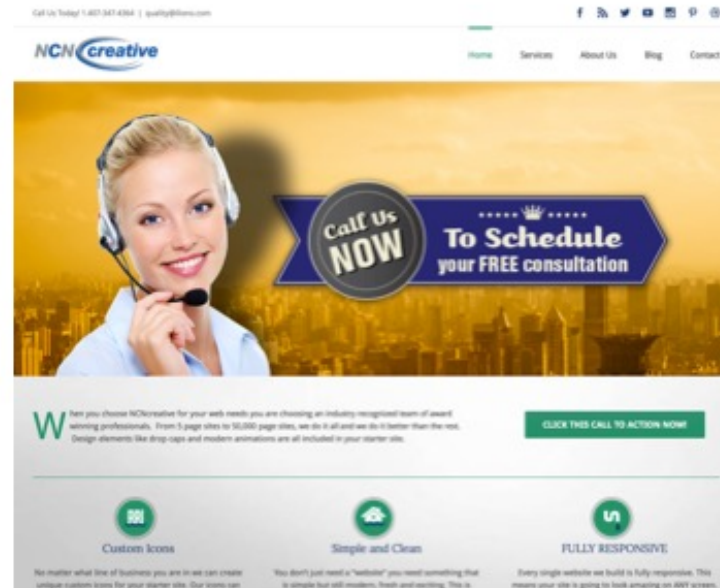 Call Us Today! 1.407-347-4364 | quality@
NCN creative
Home Services About Us Blog Contact
Call Us
NOW
To Schedule
your FREE consultation
When you choose NCNcreative for your web needs you are choosing an industry recognized team of award
winning professionals. From 5 page sites to 50,000 page sites, we do it all and we do it better than the rest.
Design elements like drop caps and modern animations are all included in your starter site.
CLICK THIS CALL TO ACTION NOW!
Custom Icons
Simple and Clean
FULLY RESPONSIVE
No matter what line of business you are in we can create
unique custom icons for your starter site. Our icons can
You don't just need a "website" you need something that
is simple but still modern, fresh and exciting. This is
Every single website we build is fully responsive. This
means your site is going to look amazing on ANY screen,